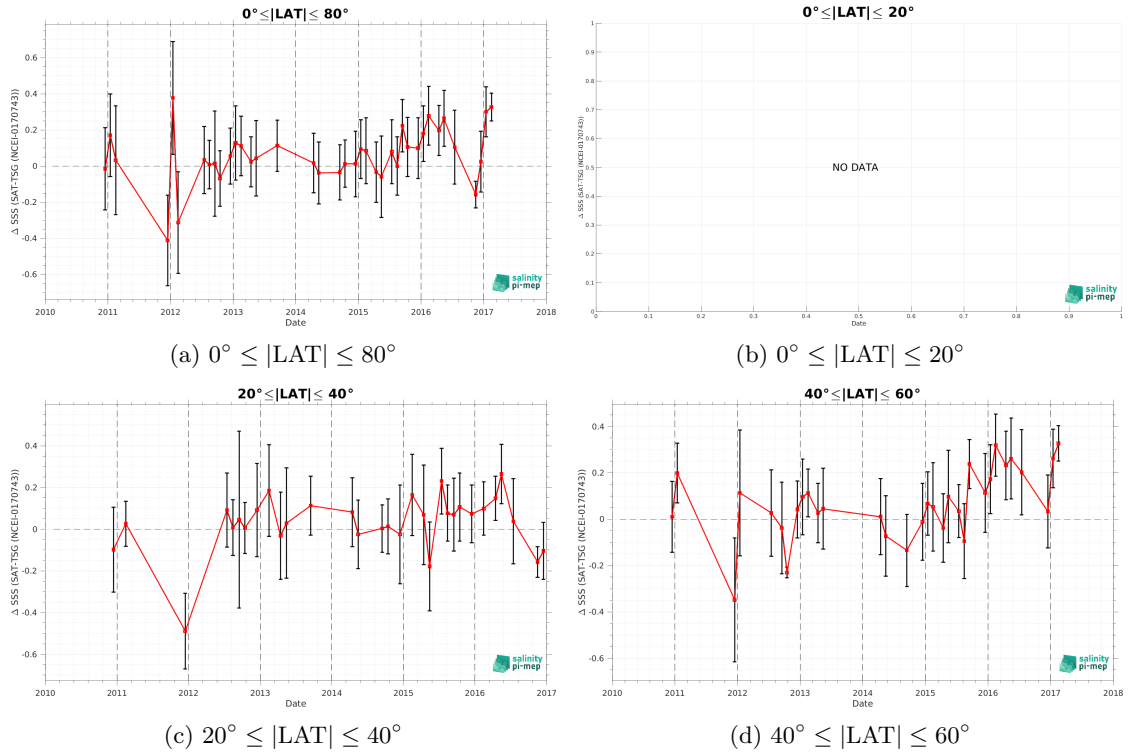 0°≤|LAT|≤ 80°
Δ SSS (SAT-TSG (NCEI-0170743))
0.6
0.4
0.2
0
-0.2
-0.4
-0.6
2010 2011 2012 2013 2014 2015 2016 2017 2018
Date
salinity
pi-mep
(a) 0° ≤ |LAT| ≤ 80°
0°≤|LAT|≤ 20°
Δ SSS (SAT-TSG (NCEI-0170743))
1
0.9
0.8
0.7
0.6
0.5
0.4
0.3
0.2
0.1
0
NO DATA
0 0.1 0.2 0.3 0.4 0.5 0.6 0.7 0.8 0.9 1
Date
salinity
pi-mep
(b) 0° ≤ |LAT| ≤ 20°
20°≤|LAT|≤ 40°
Δ SSS (SAT-TSG (NCEI-0170743))
0.4
0.2
0
-0.2
-0.4
-0.6
2010 2011 2012 2013 2014 2015 2016 2017
Date
salinity
pi-mep
(c) 20° ≤ |LAT| ≤ 40°
40°≤|LAT|≤ 60°
Δ SSS (SAT-TSG (NCEI-0170743))
0.4
0.2
0
-0.2
-0.4
-0.6
2010 2011 2012 2013 2014 2015 2016 2017 2018
Date
salinity
pi-mep
(d) 40° ≤ |LAT| ≤ 60°